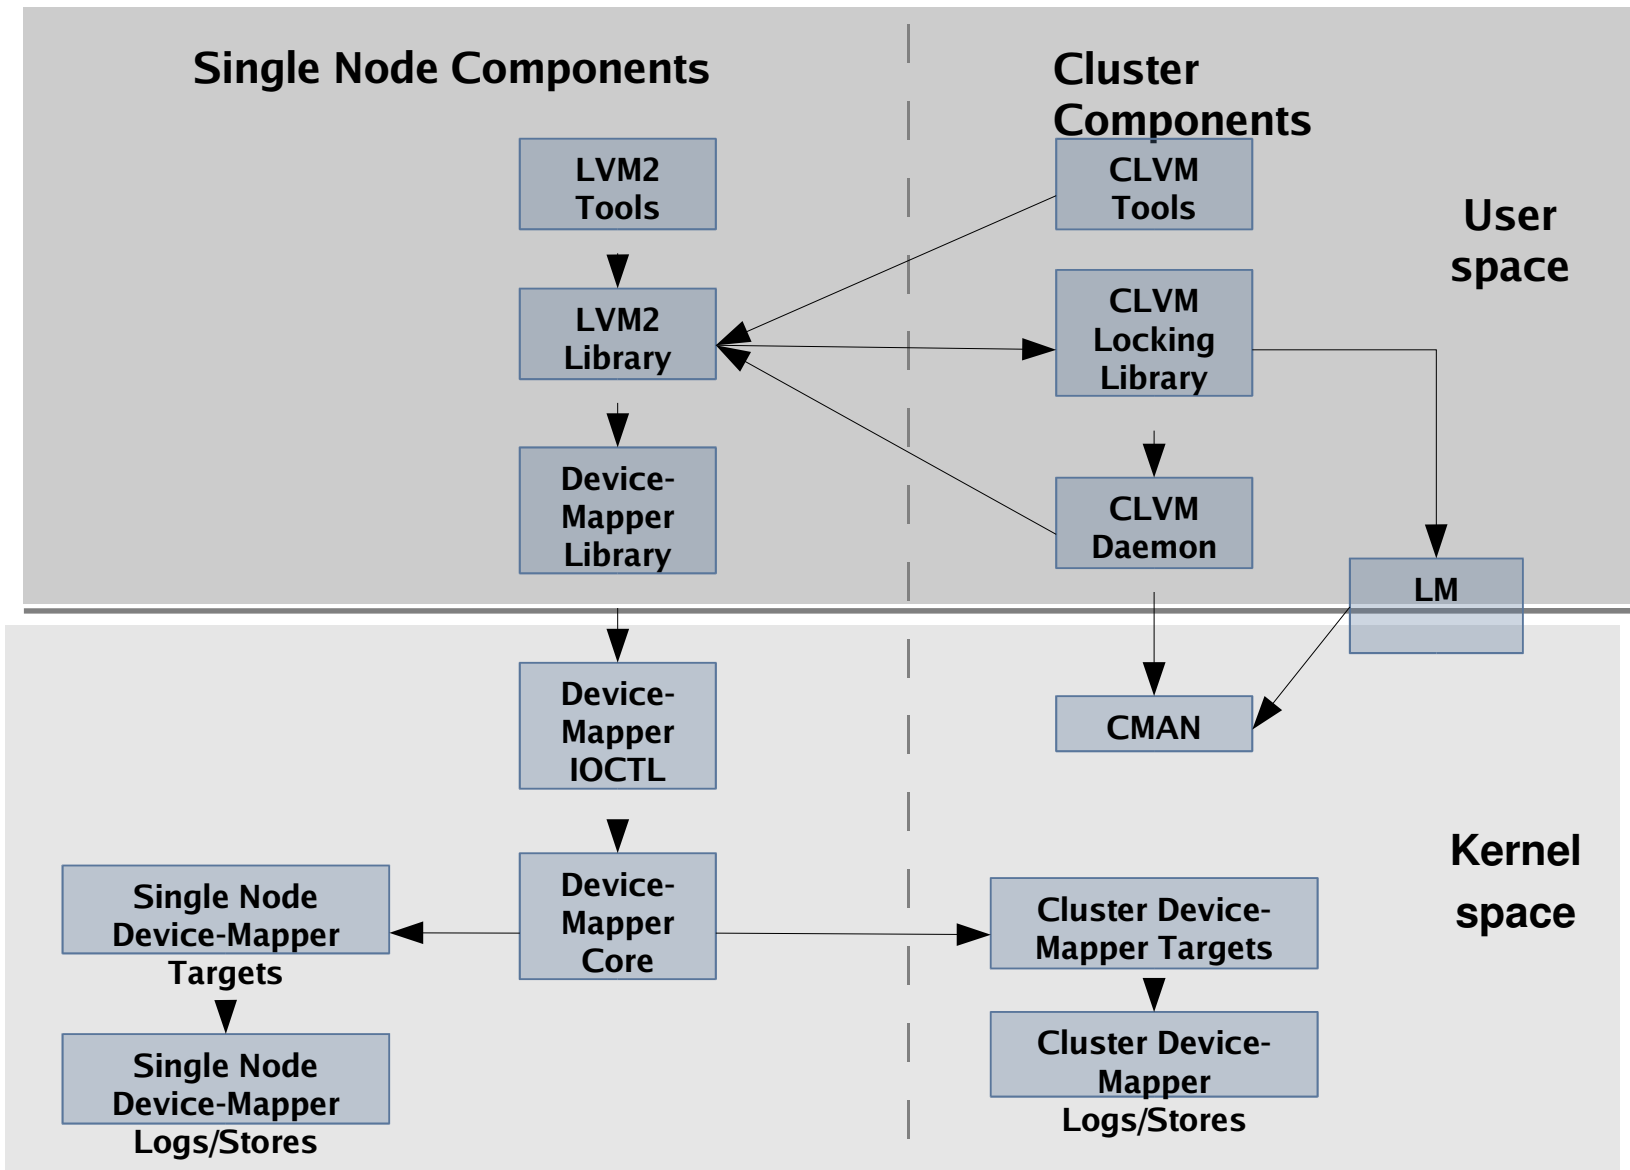 Single Node Components
Cluster
Components
LVM2
Tools
CLVM
Tools
User
space
LVM2
Library
CLVM
Locking
Library
Device-
Mapper
Library
CLVM
Daemon
LM
Device-
Mapper
IOCTL
CMAN
Kernel
space
Single Node
Device-Mapper
Targets
Device-
Mapper
Core
Cluster Device-
Mapper Targets
Single Node
Device-Mapper
Logs/Stores
Cluster Device-
Mapper
Logs/Stores